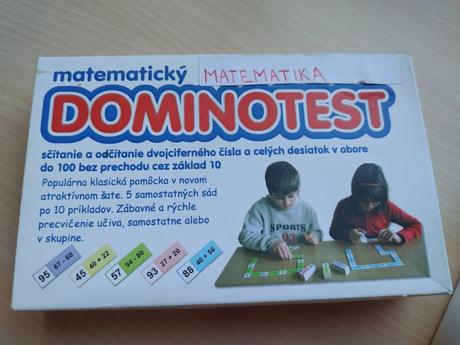 matematický
MATEMATIKA
DOMINOTEST
sčítanie a odčítanie dvojciferného čísla a celých desiatok v obore
do 100 bez prechodu cez základ 10
Populárna klasická pomôcka v novom
atraktívnom šate. 5 samostatných sád
po 10 príkladov. Zábavné a rýchle
precvičenie učiva, samostatne alebo
v skupine.
SPORTS
95 87 - 60
45 40 + 22
57 94 - 80
93 27 + 20
88 40 + 56